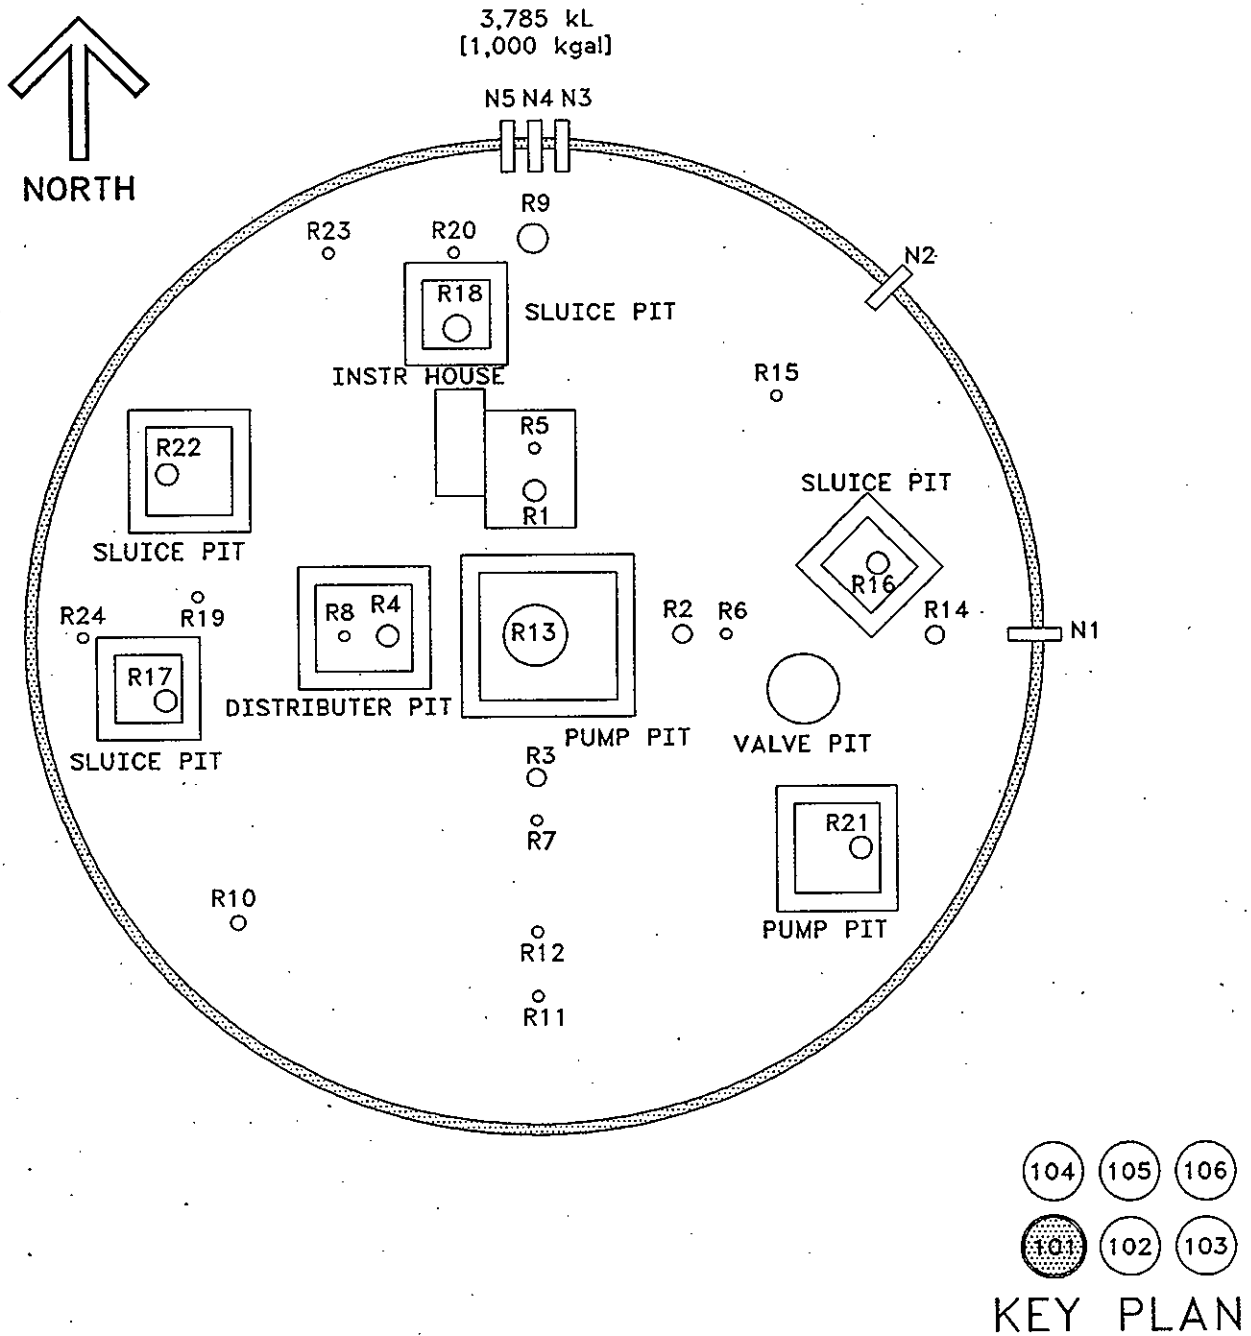 3,785 kL
[1,000 kgal]
N5 N4 N3
NORTH
R9
R23
R20
N2
R18
SLUICE PIT
INSTR HOUSE
R15
R5
R22
SLUICE PIT
R1
SLUICE PIT
R16
R24
R19
R8
R4
R13
R2
R6
R14
N1
R17
DISTRIBUTER PIT
PUMP PIT
VALVE PIT
SLUICE PIT
R3
R21
R7
R10
PUMP PIT
R12
R11
104 105 106
101 102 103
KEY PLAN